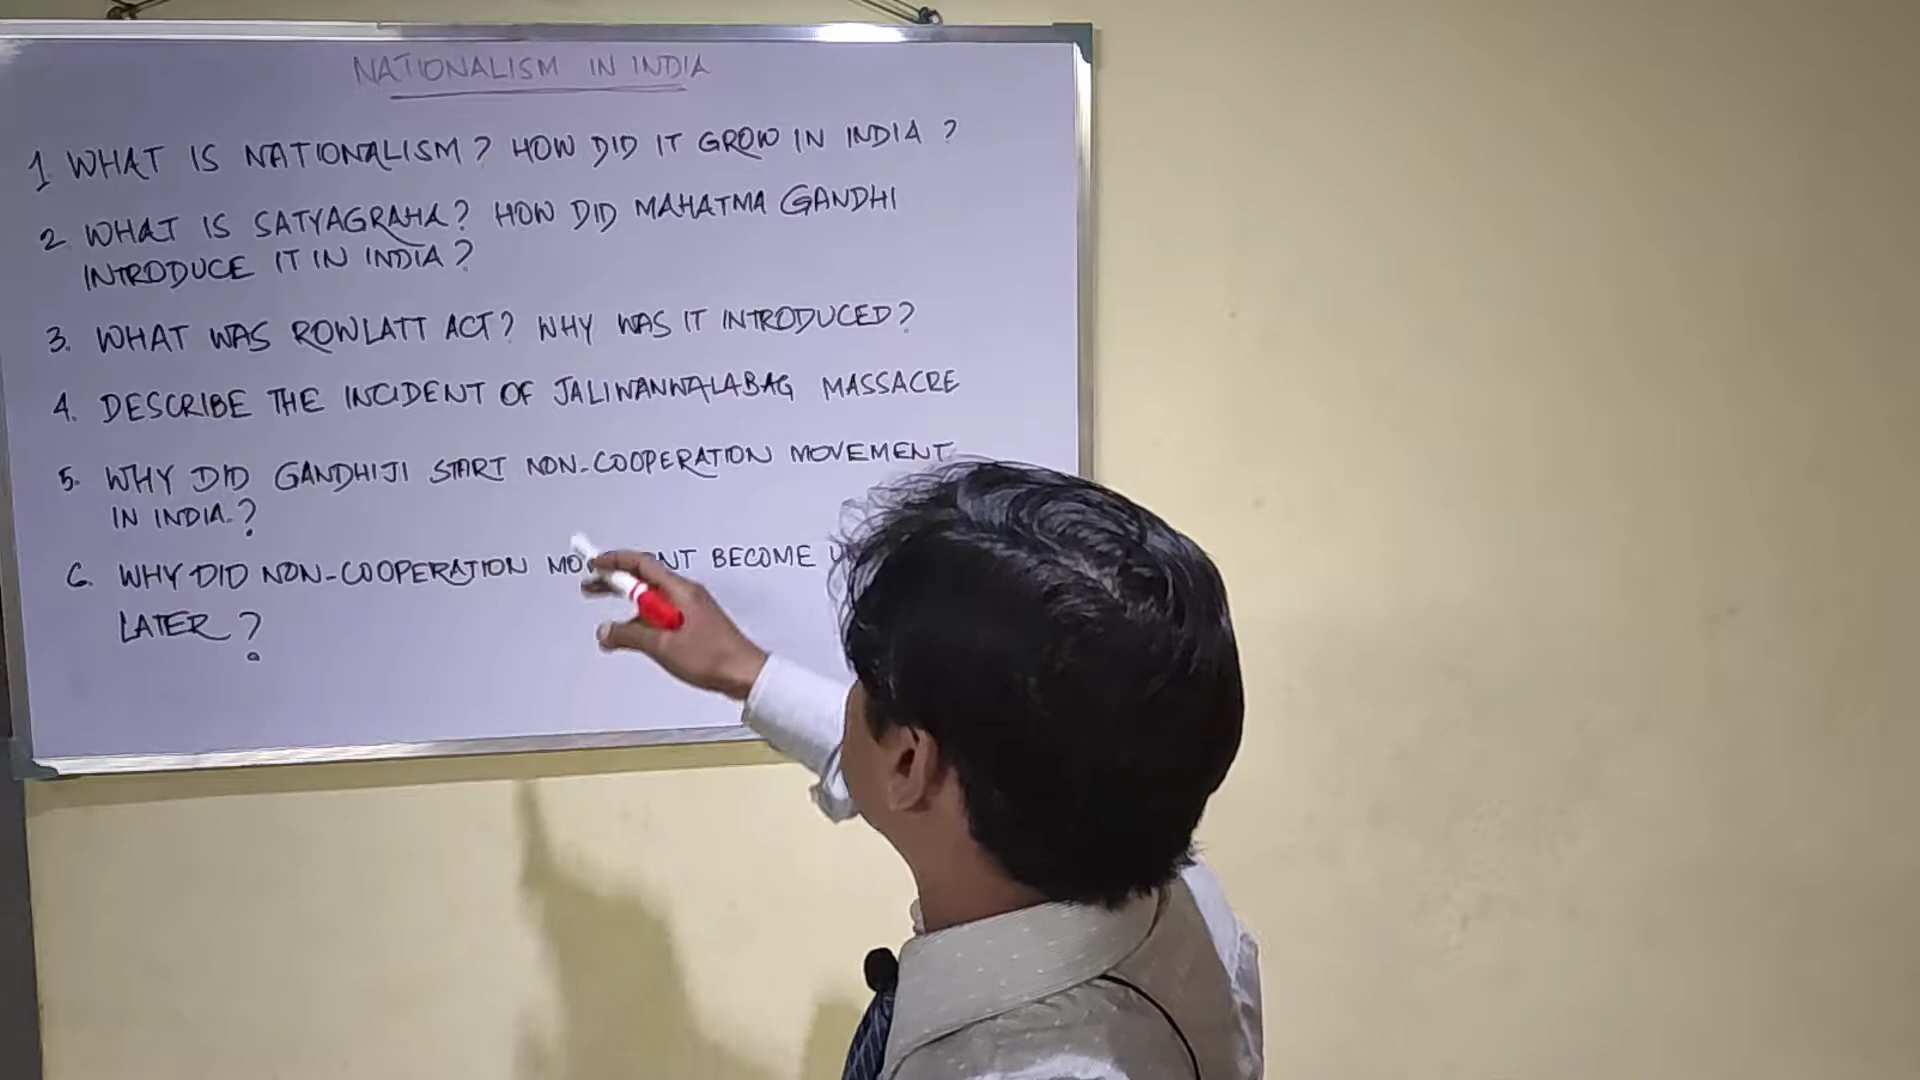 NATIONALISM IN INDIA
1 WHAT IS NATIONALISM? HOW DID IT GROW IN INDIA ?
2 WHAT IS SATYAGRAHA? HOW DID MAHATMA GANDHI
INTRODUCE IT IN INDIA?
3. WHAT WAS ROWLATT ACT? WHY WAS IT INTRODUCED?
4. DESCRIBE THE INCIDENT OF JALIWANWALABAG MASSACRE
5. WHY DID GANDHIJI START NON-COOPERATION MOVEMENT
IN INDIA.?
6. WHY DID NON-COOPERATION BECOME
LATER?